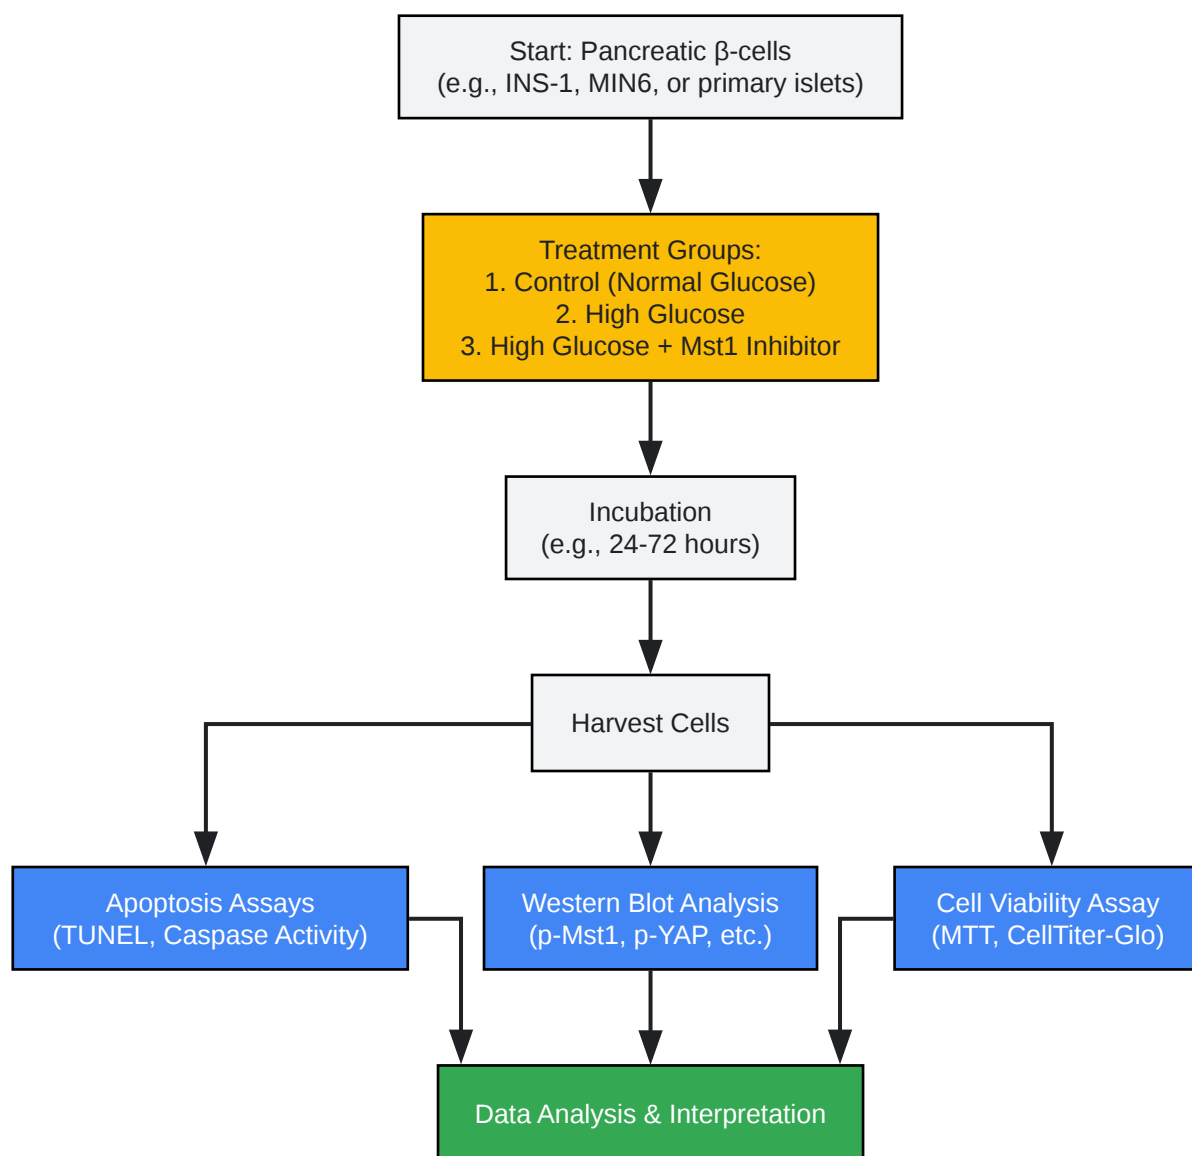 Start: Pancreatic β-cells
(e.g., INS-1, MIN6, or primary islets)
Treatment Groups:
1. Control (Normal Glucose)
2. High Glucose
3. High Glucose + Mst1 Inhibitor
Incubation
(e.g., 24-72 hours)
Harvest Cells
Apoptosis Assays
(TUNEL, Caspase Activity)
Western Blot Analysis
(p-Mst1, p-YAP, etc.)
Cell Viability Assay
(MTT, CellTiter-Glo)
Data Analysis & Interpretation